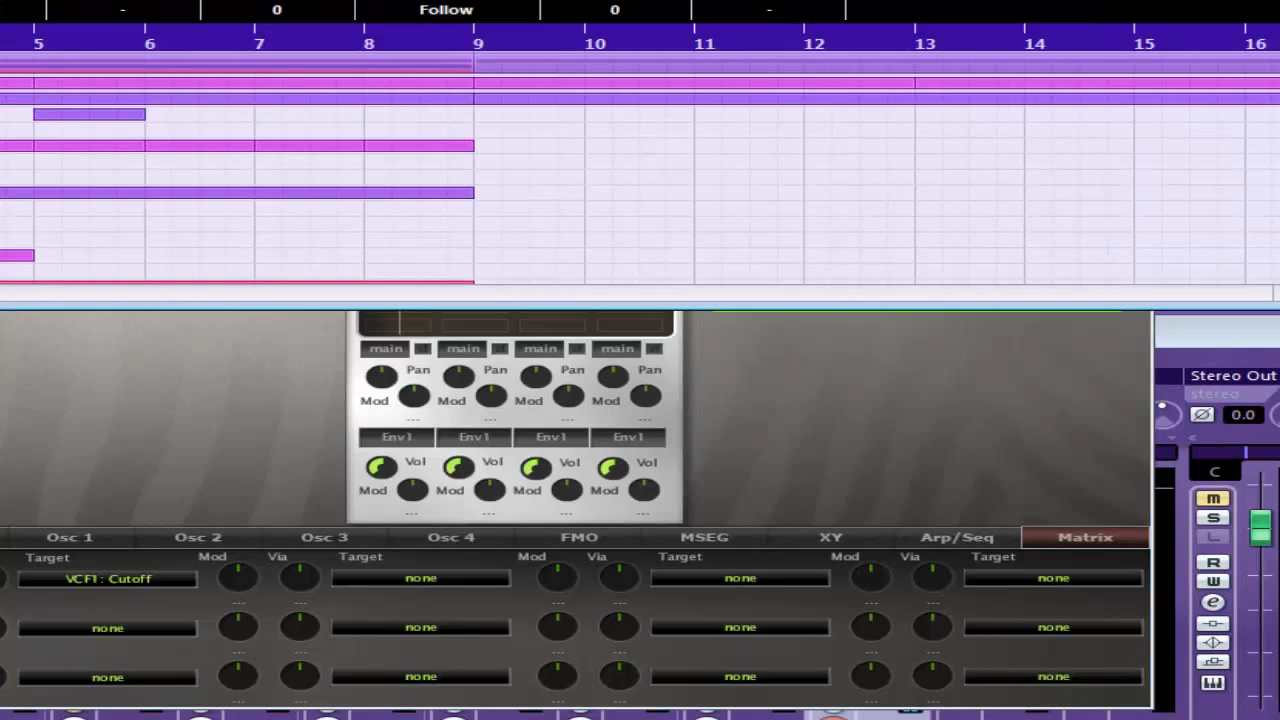 - 0 Follow 0 -
5 6 7 8 9 10 11 12 13 14 15 16
main main main main
Pan Pan Pan Pan
Mod Mod Mod Mod
--- --- --- ---
Env1 Env1 Env1 Env1
Vol Vol Vol Vol
Mod Mod Mod Mod
--- --- --- ---
Stereo Out
stereo
0.0
C
m
S
L
R
W
e
Osc 1 Osc 2 Osc 3 Osc 4 FMO MSEG XY Arp/Seq Matrix
Target Mod Via Target Mod Via Target Mod Via Target
VCF1: Cutoff none none none
--- --- --- --- --- ---
none none none none
--- --- --- --- --- ---
none none none none